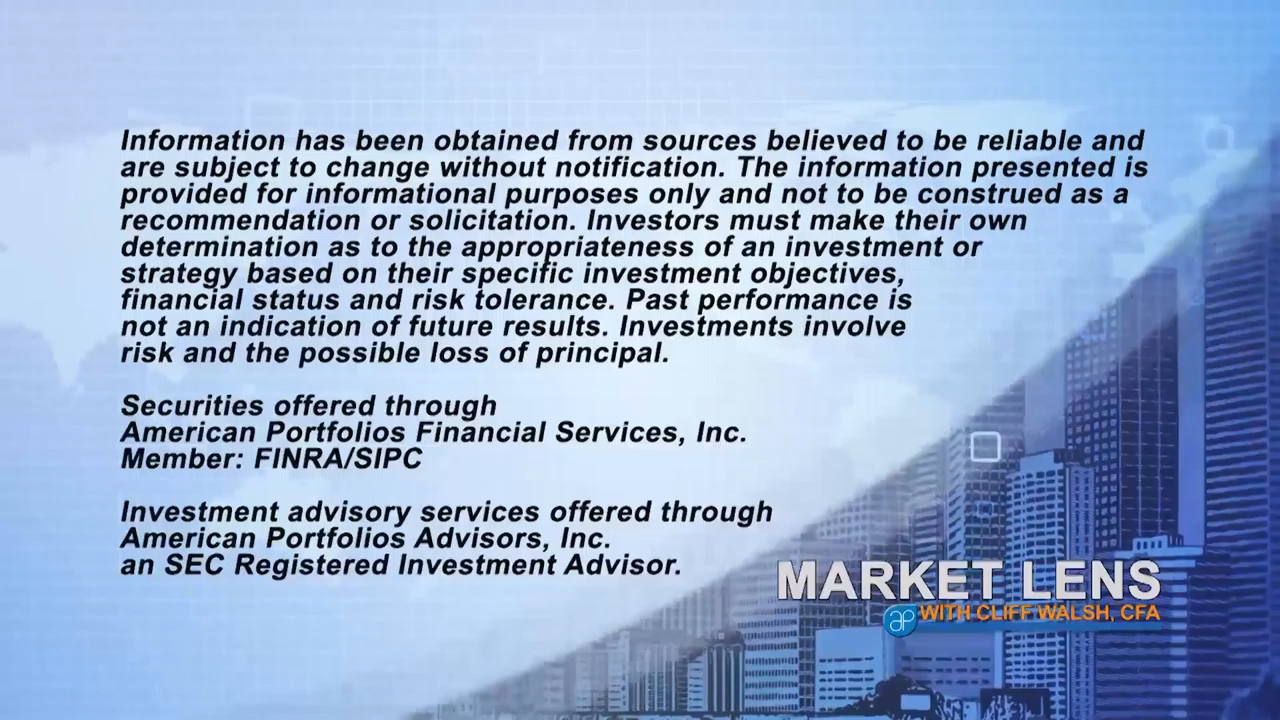 Information has been obtained from sources believed to be reliable and
are subject to change without notification. The information presented is
provided for informational purposes only and not to be construed as a
recommendation or solicitation. Investors must make their own
determination as to the appropriateness of an investment or
strategy based on their specific investment objectives,
financial status and risk tolerance. Past performance is
not an indication of future results. Investments involve
risk and the possible loss of principal.
Securities offered through
American Portfolios Financial Services, Inc.
Member: FINRA/SIPC
Investment advisory services offered through
American Portfolios Advisors, Inc.
an SEC Registered Investment Advisor.
MARKET LENS
ap WITH CLIFF WALSH, CFA